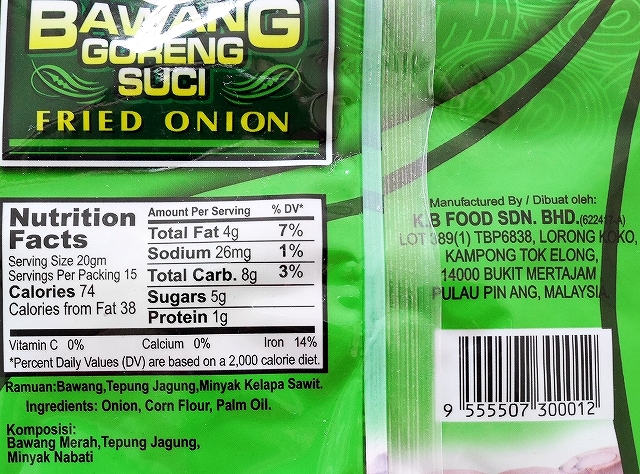 BAWANG
GORENG
SUCI
FRIED ONION
Nutrition
Facts
Serving Size 20gm
Servings Per Packing 15
Calories 74
Calories from Fat 38
Amount Per Serving % DV*
Total Fat 4g 7%
Sodium 26mg 1%
Total Carb. 8g 3%
Sugars 5g
Protein 1g
Vitamin C 0% Calcium 0% Iron 14%
*Percent Daily Values (DV) are based on a 2,000 calorie diet.
Ramuan:Bawang,Tepung Jagung,Minyak Kelapa Sawit.
Ingredients: Onion, Corn Flour, Palm Oil.
Komposisi:
Bawang Merah,Tepung Jagung,
Minyak Nabati
Manufactured By / Dibuat oleh:
K.B FOOD SDN. BHD.(622417-A)
LOT 389(1) TBP6838, LORONG KOKO,
KAMPONG TOK ELONG,
14000 BUKIT MERTAJAM
PULAU PIN ANG, MALAYSIA.
9 555507 300012